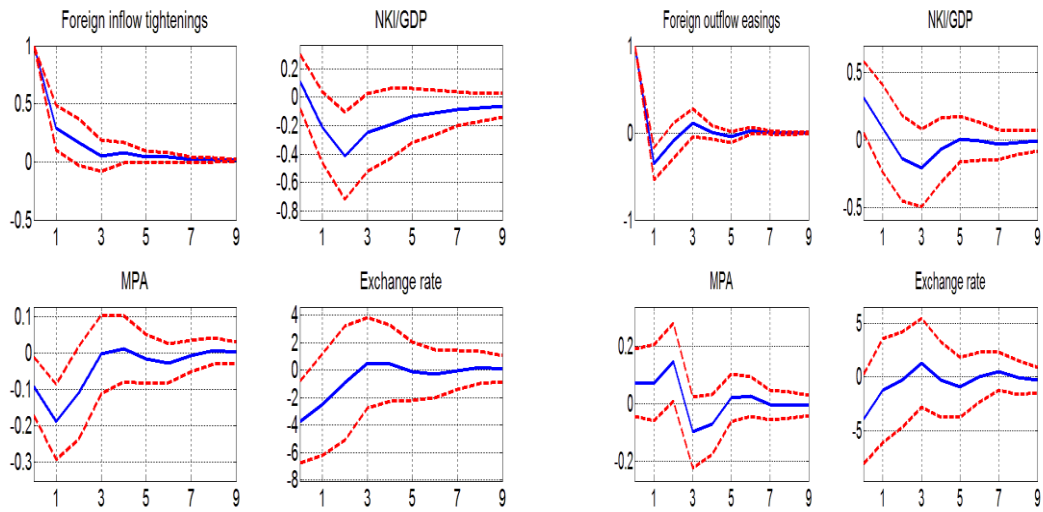 Foreign inflow tightenings
NKI/GDP
Foreign outflow easings
NKI/GDP
1
0.5
0
-0.5
1 3 5 7 9
0.2
0
-0.2
-0.4
-0.6
-0.8
1 3 5 7 9
1
0
-1
1 3 5 7 9
0.5
0
-0.5
1 3 5 7 9
MPA
Exchange rate
MPA
Exchange rate
0.1
0
-0.1
-0.2
-0.3
1 3 5 7 9
4
2
0
-2
-4
-6
-8
1 3 5 7 9
0.2
0
-0.2
1 3 5 7 9
5
0
-5
1 3 5 7 9